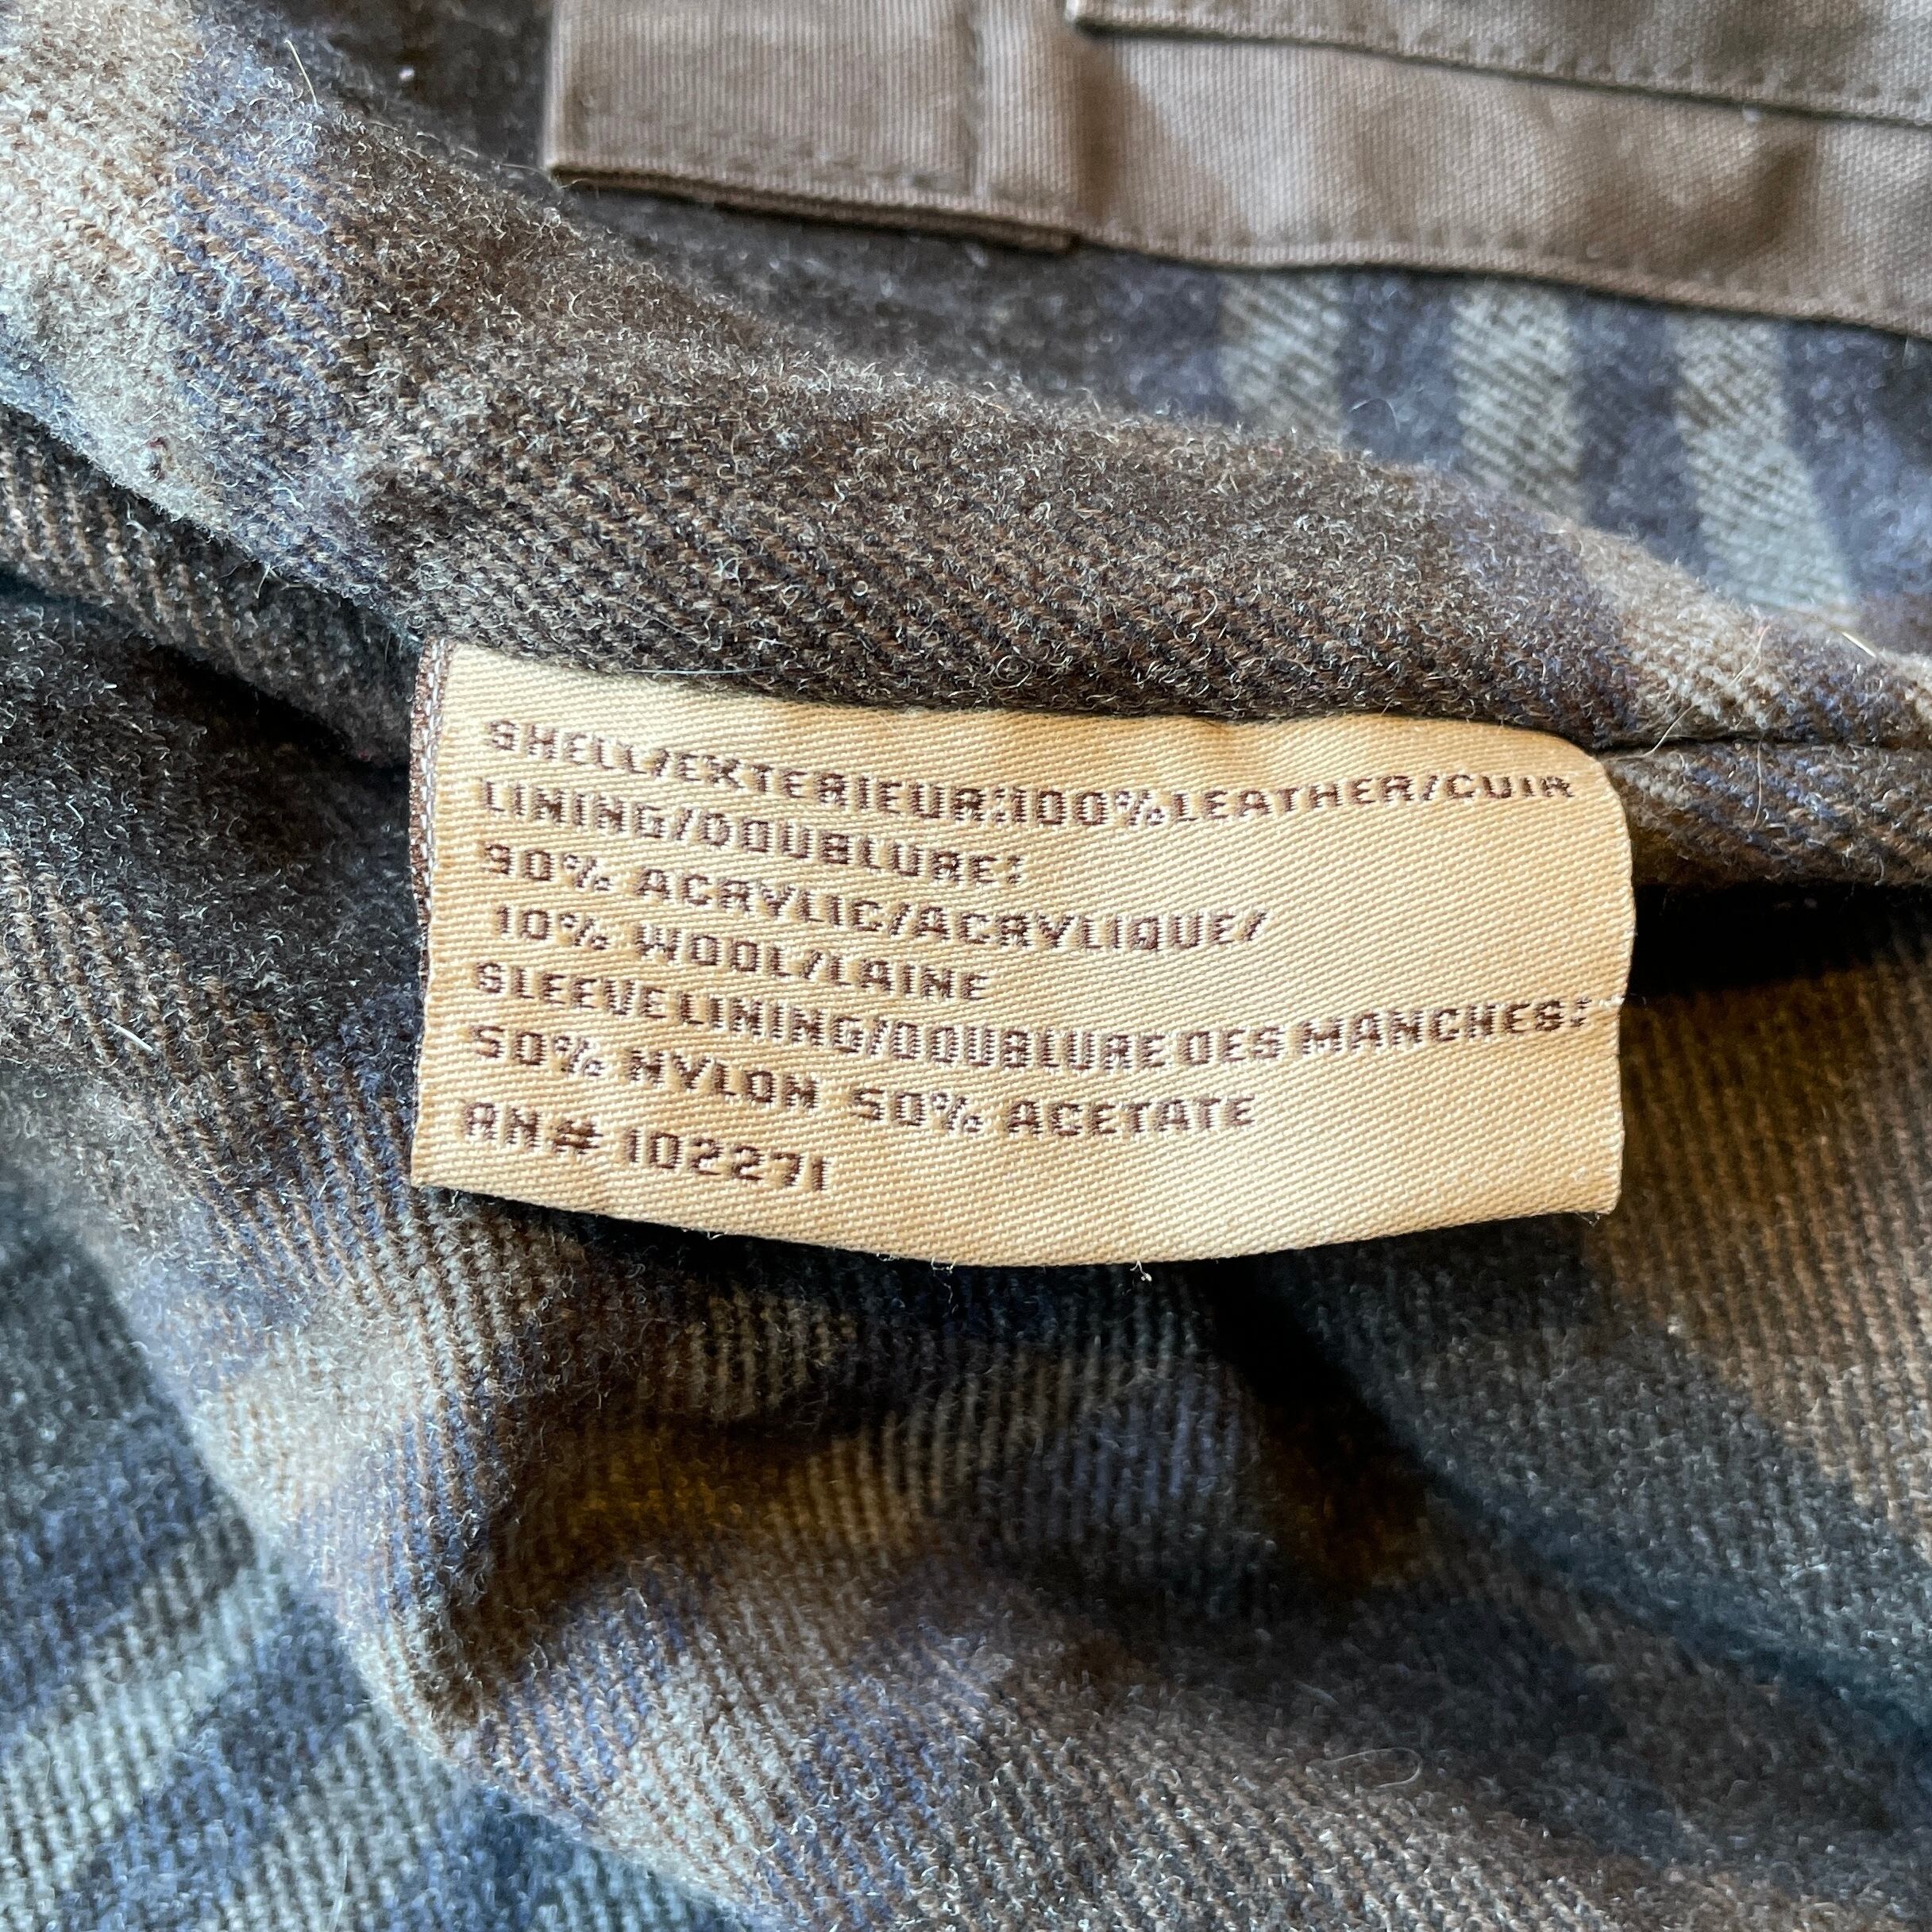 SHELL/EXTERIEUR:100%LEATHER/CUIR
LINING/DOUBLURE:
90% ACRYLIC/ACRYLIQUE/
10% WOOL/LAINE
SLEEVE LINING/DOUBLURE DES MANCHES:
50% NYLON 50% ACETATE
AN# 102271